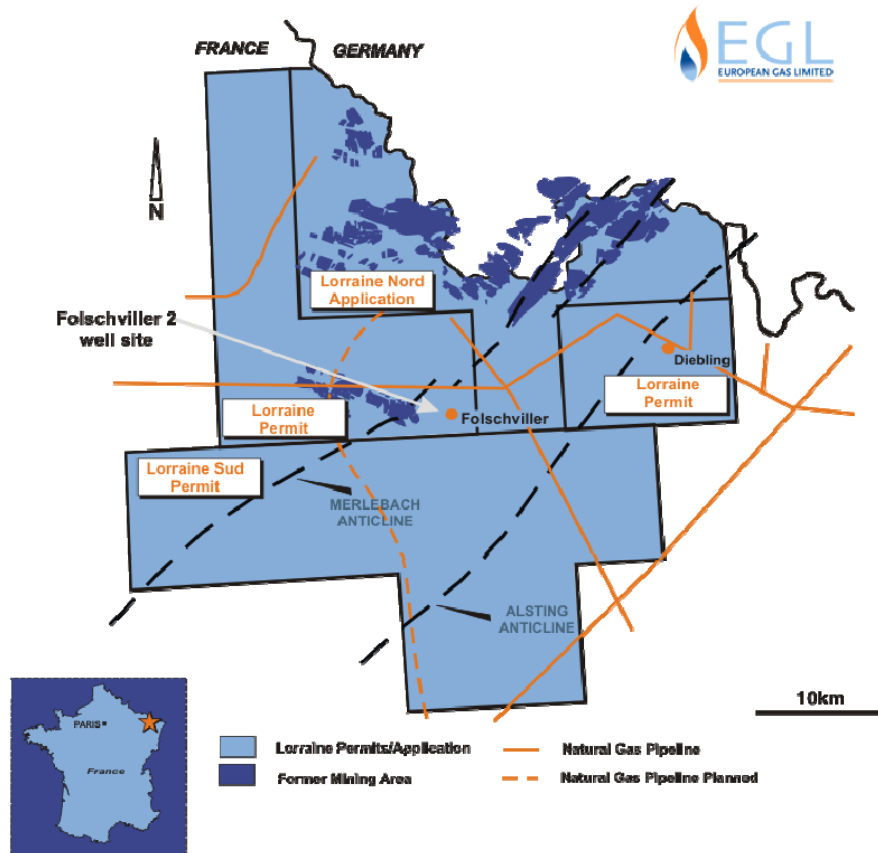 FRANCE
GERMANY
EGL
EUROPEAN GAS LIMITED
N
Lorraine Nord
Application
Folschviller 2
well site
Diebling
Lorraine
Permit
Lorraine
Permit
Folschviller
Lorraine Sud
Permit
MERLEBACH
ANTICLINE
ALSTING
ANTICLINE
10km
PARIS
France
Lorraine Permits/Application
Former Mining Area
Natural Gas Pipeline
Natural Gas Pipeline Planned